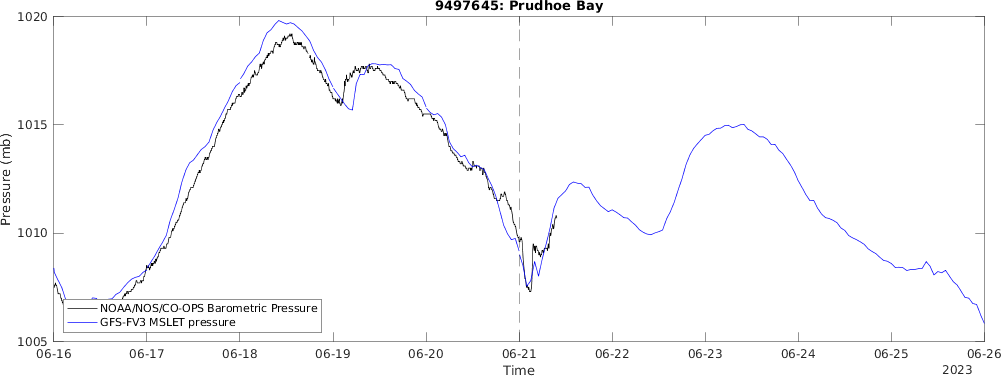 9497645: Prudhoe Bay
1020
1015
1010
1005
Pressure (mb)
NOAA/NOS/CO-OPS Barometric Pressure
GFS-FV3 MSLET pressure
06-16 06-17 06-18 06-19 06-20 06-21 06-22 06-23 06-24 06-25 06-26
Time
2023